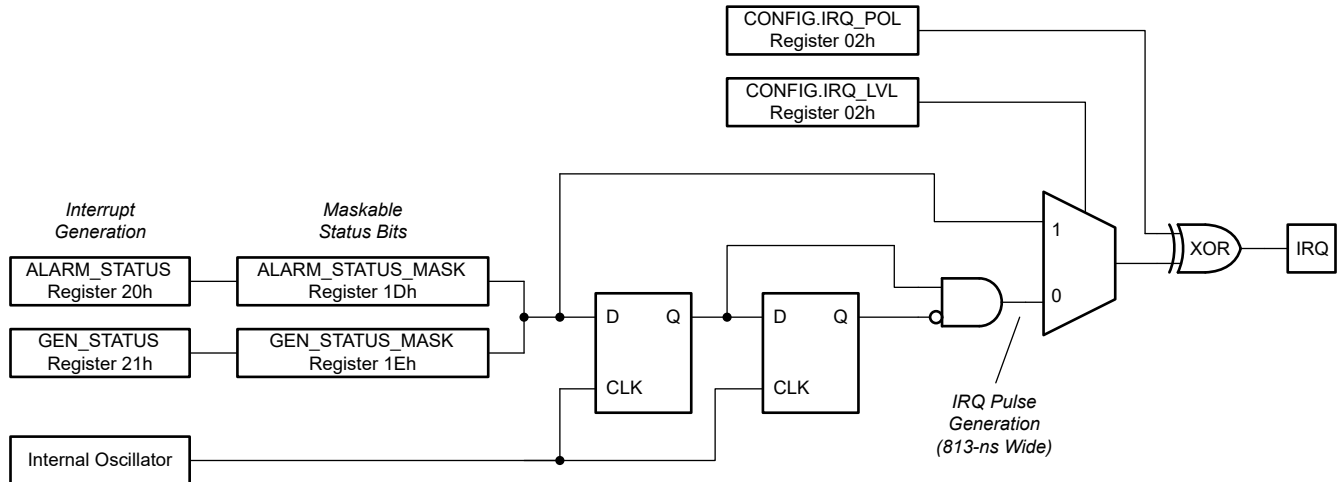 CONFIG.IRQ_POL
Register 02h
CONFIG.IRQ_LVL
Register 02h
Interrupt
Generation
Maskable
Status Bits
ALARM_STATUS
Register 20h
ALARM_STATUS_MASK
Register 1Dh
GEN_STATUS
Register 21h
GEN_STATUS_MASK
Register 1Eh
Internal Oscillator
D Q
CLK
D Q
CLK
IRQ Pulse
Generation
(813-ns Wide)
1
0
XOR
IRQ